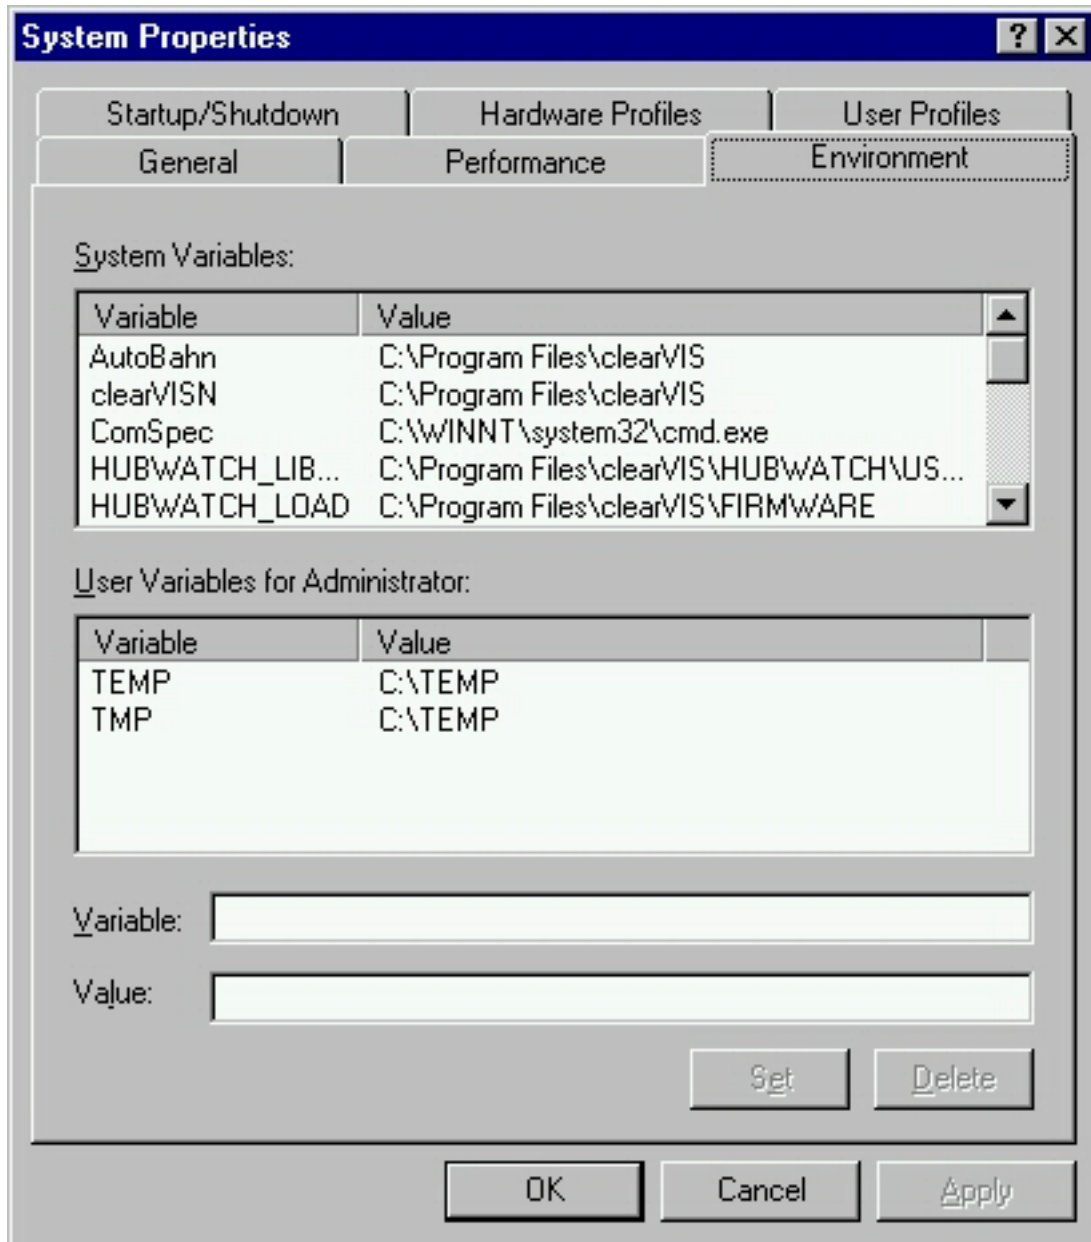 System Properties
Startup/Shutdown Hardware Profiles User Profiles
General Performance Environment
System Variables:
Variable Value
AutoBahn C:\Program Files\clearVIS
clearVISN C:\Program Files\clearVIS
ComSpec C:\WINNT\system32\cmd.exe
HUBWATCH_LIB... C:\Program Files\clearVIS\HUBWATCH\US...
HUBWATCH_LOAD C:\Program Files\clearVIS\FIRMWARE
User Variables for Administrator:
Variable Value
TEMP C:\TEMP
TMP C:\TEMP
Variable:
Value:
Set Delete
OK Cancel Apply